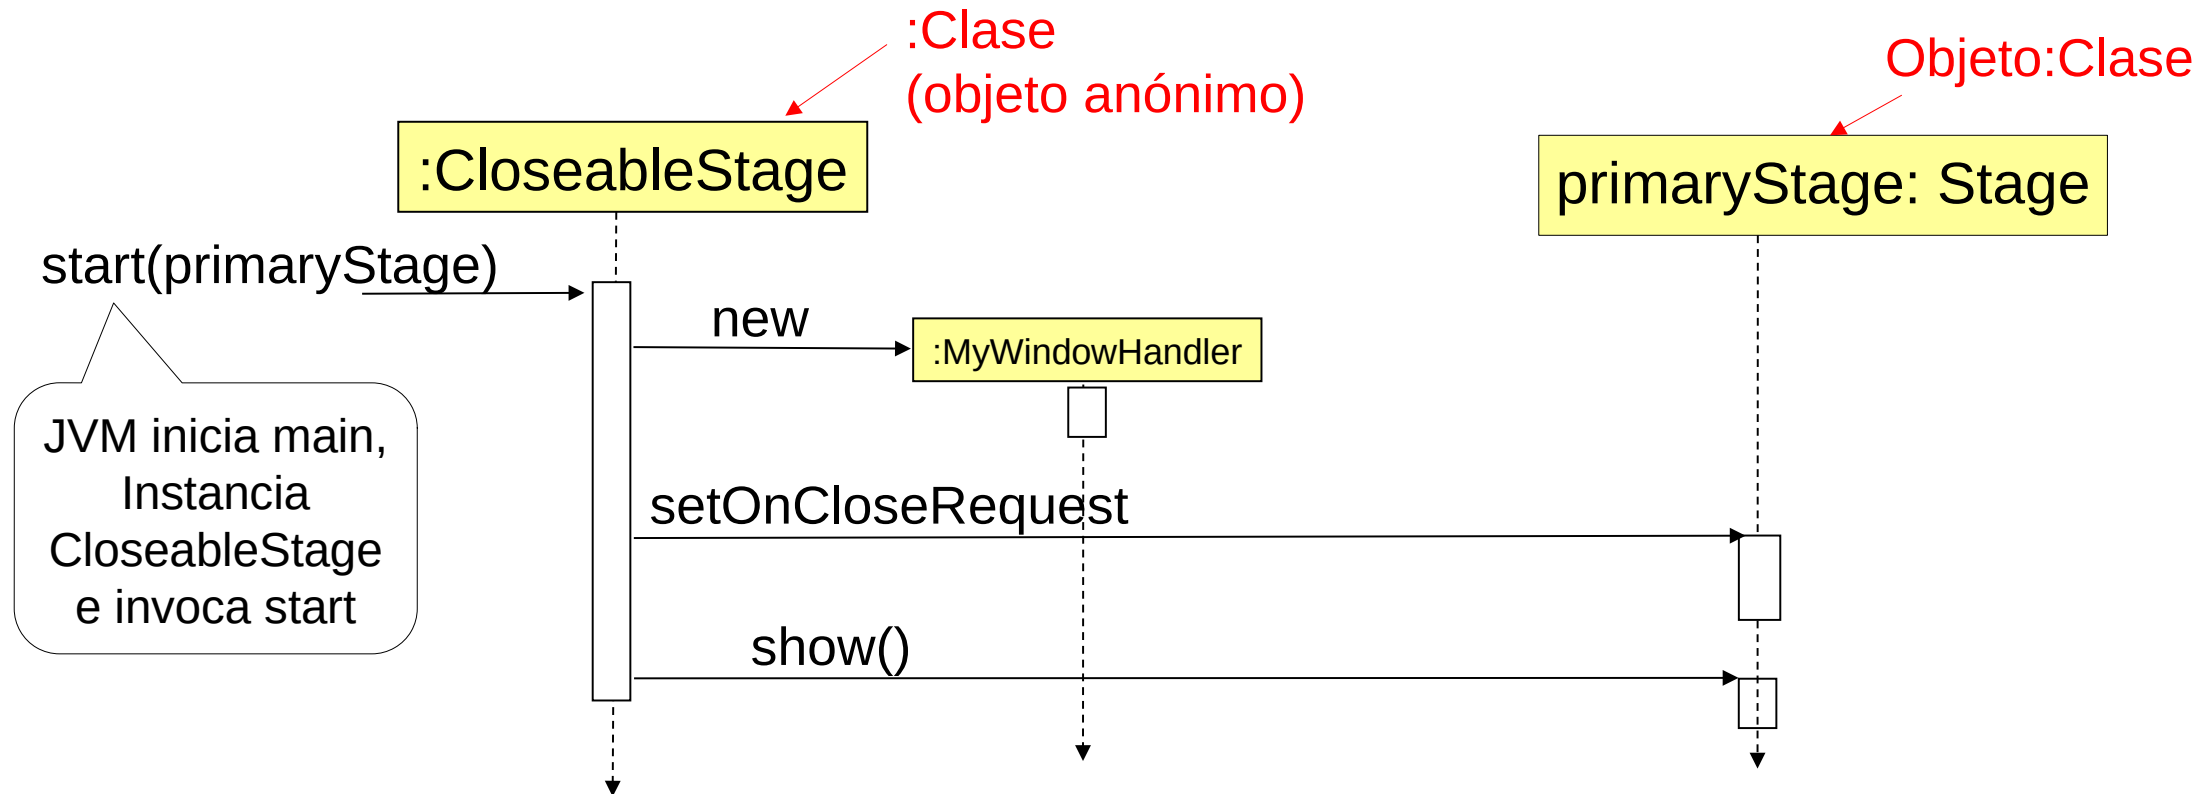 :Clase
(objeto anónimo)
Objeto:Clase
:CloseableStage
primaryStage: Stage
start(primaryStage)
new
:MyWindowHandler
JVM inicia main,
Instancia
CloseableStage
e invoca start
setOnCloseRequest
show()